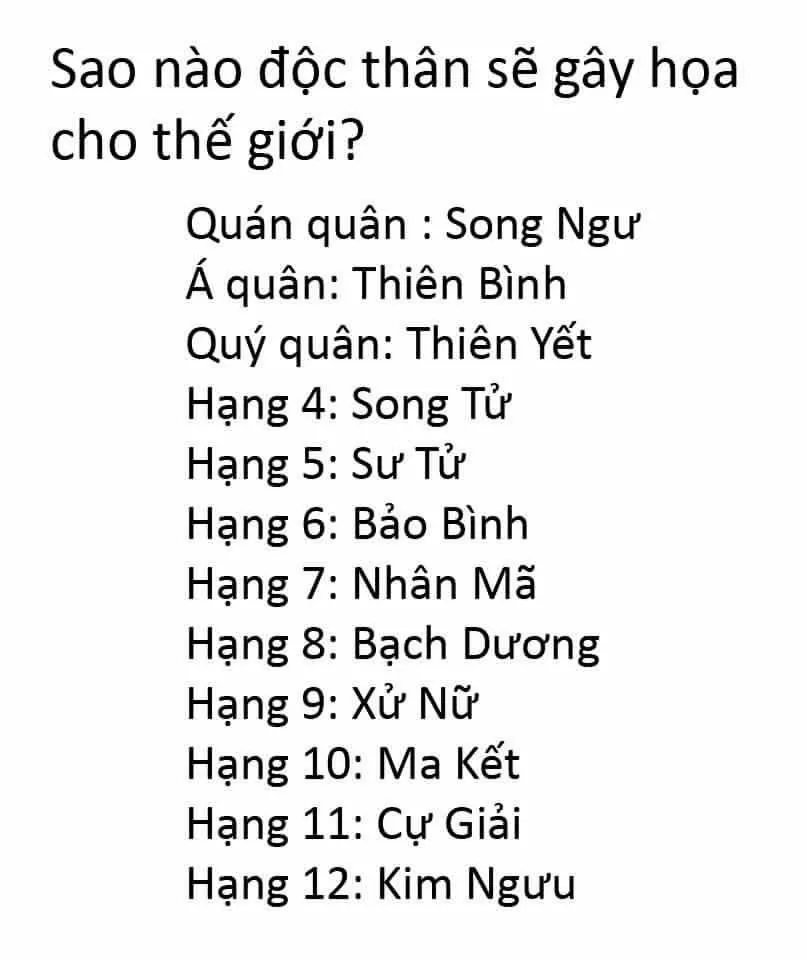 Sao nào độc thân sẽ gây họa
cho thế giới?
Quán quân : Song Ngư
Á quân: Thiên Bình
Quý quân: Thiên Yết
Hạng 4: Song Tử
Hạng 5: Sư Tử
Hạng 6: Bảo Bình
Hạng 7: Nhân Mã
Hạng 8: Bạch Dương
Hạng 9: Xử Nữ
Hạng 10: Ma Kết
Hạng 11: Cự Giải
Hạng 12: Kim Ngưu